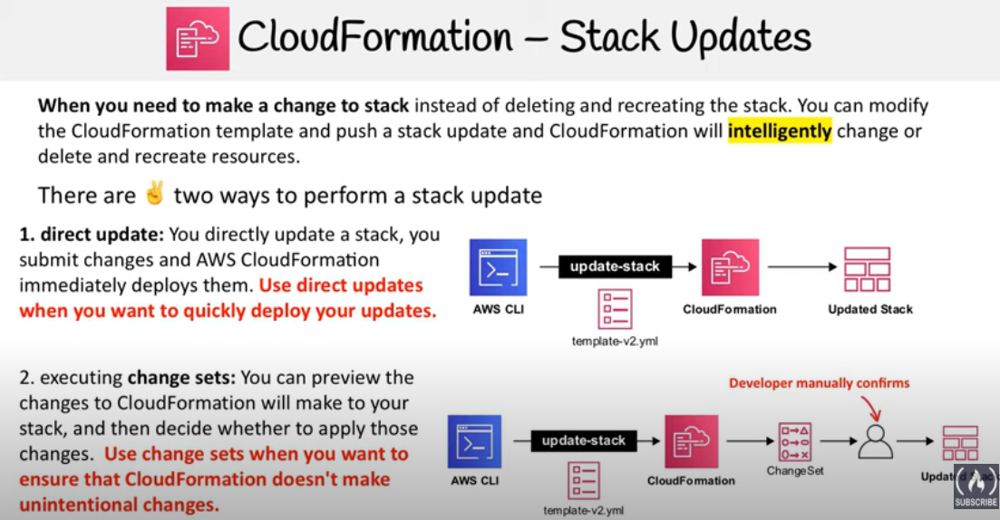 CloudFormation – Stack Updates
When you need to make a change to stack instead of deleting and recreating the stack. You can modify
the CloudFormation template and push a stack update and CloudFormation will intelligently change or
delete and recreate resources.
There are ✌ two ways to perform a stack update
1. direct update: You directly update a stack, you
submit changes and AWS CloudFormation
immediately deploys them. Use direct updates
when you want to quickly deploy your updates.
update-stack
AWS CLI
template-v2.yml
CloudFormation
Updated Stack
2. executing change sets: You can preview the
changes to CloudFormation will make to your
stack, and then decide whether to apply those
changes. Use change sets when you want to
ensure that CloudFormation doesn't make
unintentional changes.
Developer manually confirms
update-stack
AWS CLI
template-v2.yml
CloudFormation
ChangeSet
SUBSCRIBE